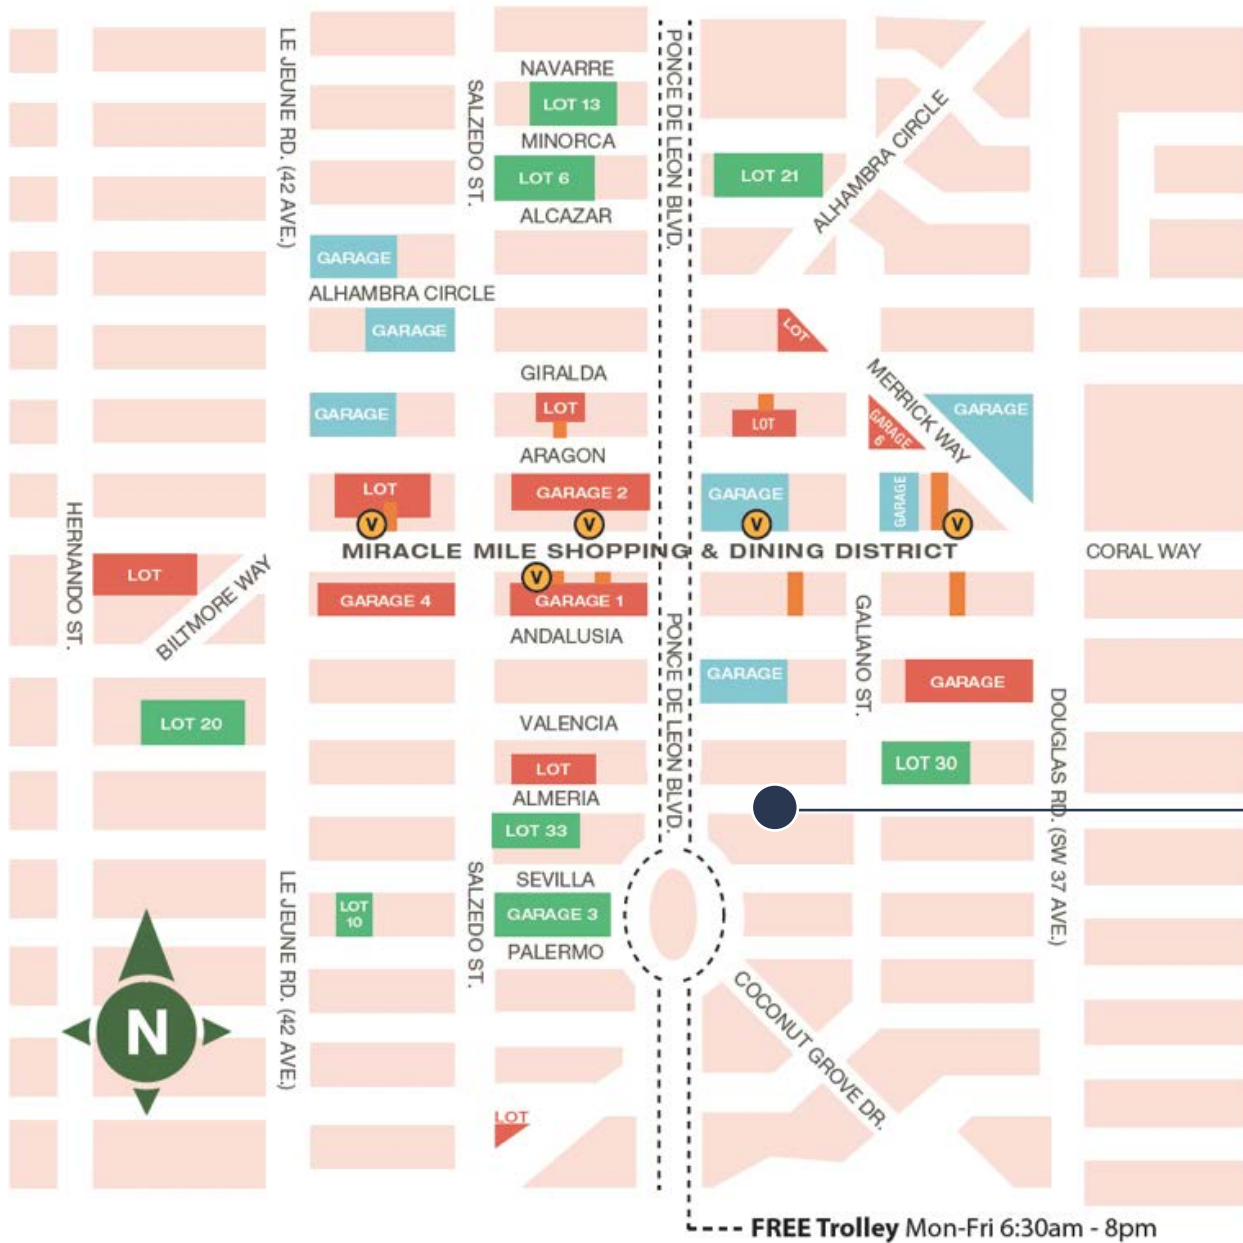 NAVARRE
LOT 13
MINORCA
LOT 6
LOT 21
ALCAZAR
LE JEUNE RD. (42 AVE.)
SALZEDO ST.
PONCE DE LEON BLVD.
ALHAMBRA CIRCLE
GARAGE
ALHAMBRA CIRCLE
GARAGE
LOT
GIRALDA
MERRICK WAY
GARAGE
LOT
LOT
GARAGE 6
GARAGE
ARAGON
LOT
GARAGE 2
GARAGE
GARAGE
V
V
V
V
HERNANDO ST.
MIRACLE MILE SHOPPING & DINING DISTRICT
CORAL WAY
LOT
BILTMORE WAY
V
GARAGE 4
GARAGE 1
ANDALUSIA
PONCE DE LEON BLVD.
GALIANO ST.
GARAGE
GARAGE
LOT 20
VALENCIA
LOT
LOT 30
DOUGLAS RD. (SW 37 AVE.)
ALMERIA
LOT 33
SEVILLA
LE JEUNE RD. (42 AVE.)
LOT 10
SALZEDO ST.
GARAGE 3
PALERMO
COCONUT GROVE DR.
N
LOT
FREE Trolley Mon-Fri 6:30am - 8pm